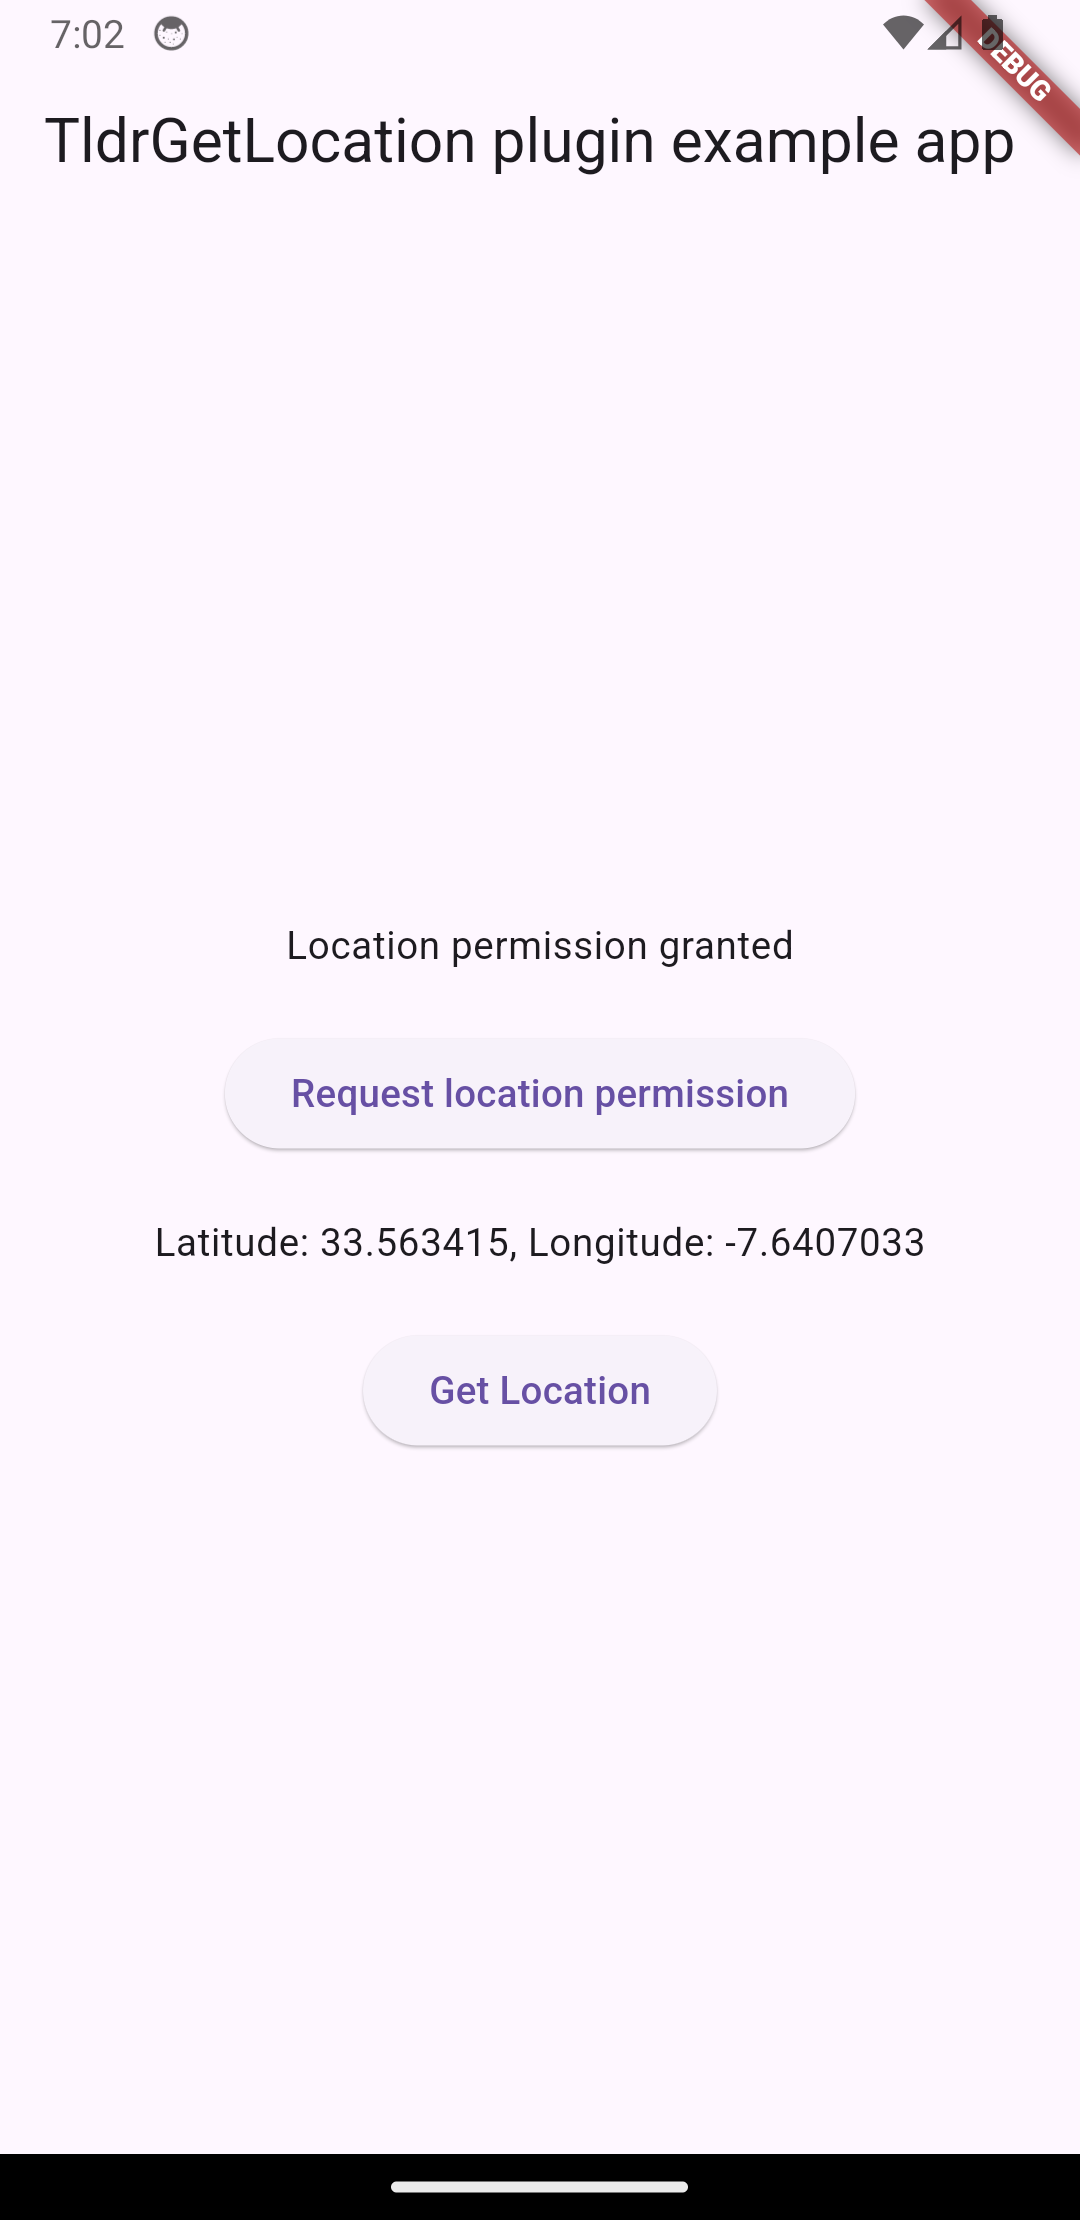 7:02
DEBUG
TldrGetLocation plugin example app
Location permission granted
Request location permission
Latitude: 33.563415, Longitude: -7.6407033
Get Location